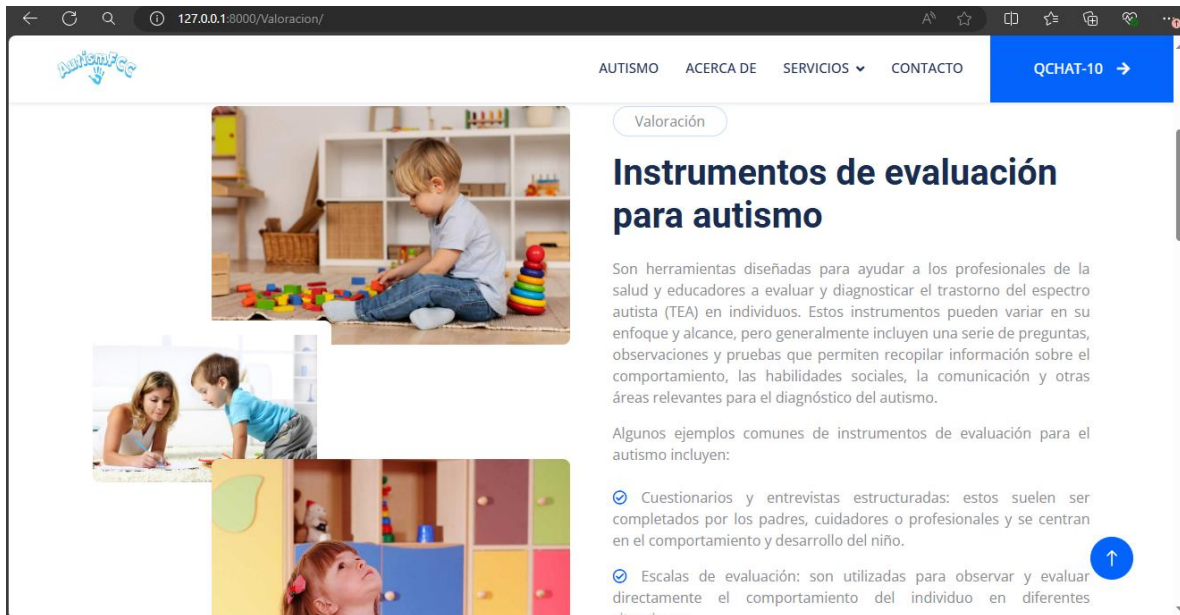 127.0.0.1:8000/Valoracion/
AutismFCC
AUTISMO ACERCA DE SERVICIOS CONTACTO QCHAT-10
Valoración
Instrumentos de evaluación
para autismo
Son herramientas diseñadas para ayudar a los profesionales de la
salud y educadores a evaluar y diagnosticar el trastorno del espectro
autista (TEA) en individuos. Estos instrumentos pueden variar en su
enfoque y alcance, pero generalmente incluyen una serie de preguntas,
observaciones y pruebas que permiten recopilar información sobre el
comportamiento, las habilidades sociales, la comunicación y otras
áreas relevantes para el diagnóstico del autismo.
Algunos ejemplos comunes de instrumentos de evaluación para el
autismo incluyen:
Cuestionarios y entrevistas estructuradas: estos suelen ser
completados por los padres, cuidadores o profesionales y se centran
en el comportamiento y desarrollo del niño.
Escalas de evaluación: son utilizadas para observar y evaluar
directamente el comportamiento del individuo en diferentes